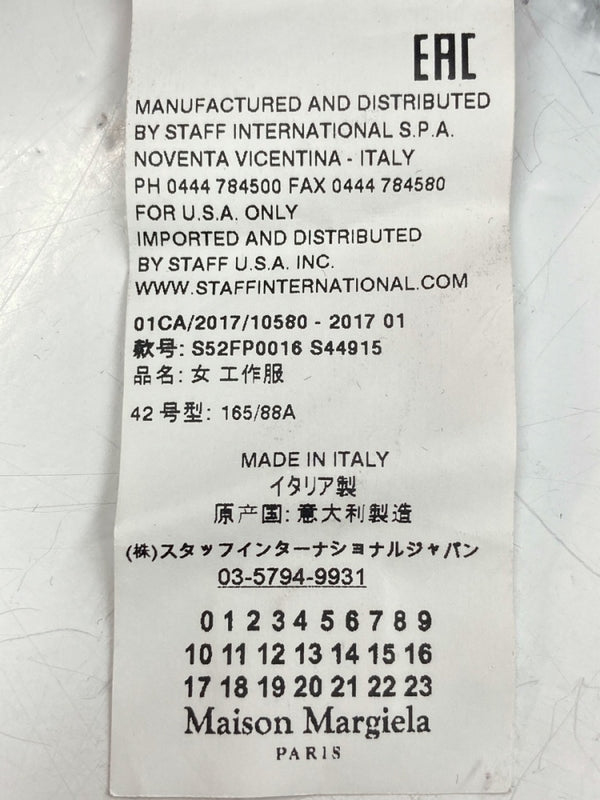 EAC
MANUFACTURED AND DISTRIBUTED
BY STAFF INTERNATIONAL S.P.A.
NOVENTA VICENTINA - ITALY
PH 0444 784500 FAX 0444 784580
FOR U.S.A. ONLY
IMPORTED AND DISTRIBUTED
BY STAFF U.S.A. INC.
WWW.STAFFINTERNATIONAL.COM
01CA/2017/10580 - 2017 01
款号: S52FP0016 S44915
品名: 女 工作服
42 号型: 165/88A
MADE IN ITALY
イタリア製
原产国: 意大利製造
(株)スタッフインターナショナルジャパン
03-5794-9931
0 1 2 3 4 5 6 7 8 9
10 11 12 13 14 15 16
17 18 19 20 21 22 23
Maison Margiela
PARIS